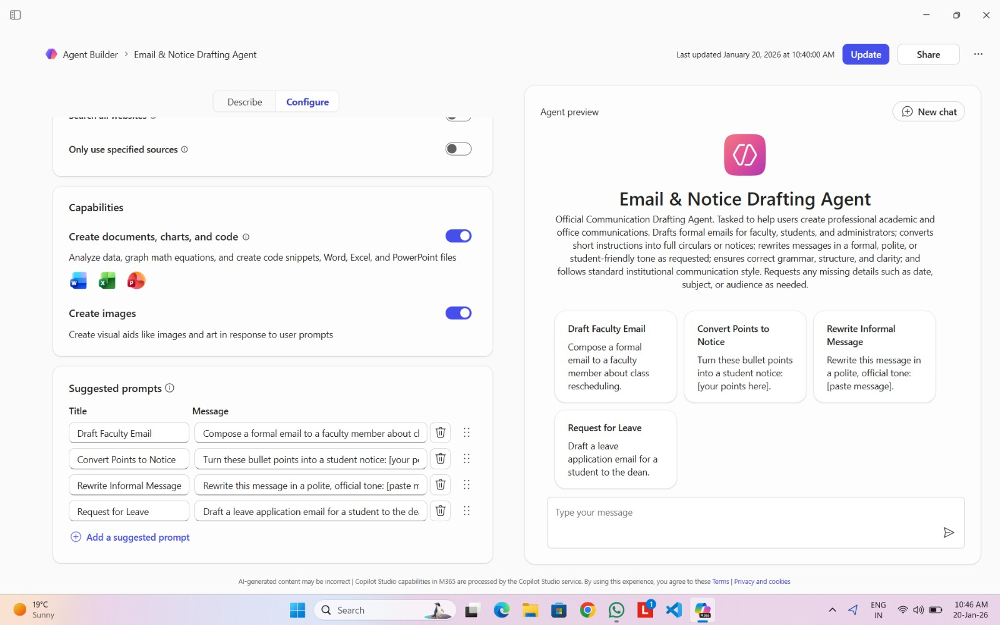 Agent Builder > Email & Notice Drafting Agent
Last updated January 20, 2026 at 10:40:00 AM
Update
Share
Describe
Configure
Search all websites
Only use specified sources
Capabilities
Create documents, charts, and code
Analyze data, graph math equations, and create code snippets, Word, Excel, and PowerPoint files
W
X
P
Create images
Create visual aids like images and art in response to user prompts
Suggested prompts
Title
Message
Draft Faculty Email
Compose a formal email to a faculty member about cl
Convert Points to Notice
Turn these bullet points into a student notice: [your p
Rewrite Informal Message
Rewrite this message in a polite, official tone: [paste m
Request for Leave
Draft a leave application email for a student to the de
Add a suggested prompt
Agent preview
New chat
Email & Notice Drafting Agent
Official Communication Drafting Agent. Tasked to help users create professional academic and
office communications. Drafts formal emails for faculty, students, and administrators; converts
short instructions into full circulars or notices; rewrites messages in a formal, polite, or
student-friendly tone as requested; ensures correct grammar, structure, and clarity; and
follows standard institutional communication style. Requests any missing details such as date,
subject, or audience as needed.
Draft Faculty Email
Compose a formal
email to a faculty
member about class
rescheduling.
Convert Points to
Notice
Turn these bullet points
into a student notice:
[your points here].
Rewrite Informal
Message
Rewrite this message in
a polite, official tone:
[paste message].
Request for Leave
Draft a leave
application email for a
student to the dean.
Type your message
AI-generated content may be incorrect | Copilot Studio capabilities in M365 are processed by the Copilot Studio service. By using this experience, you agree to these Terms | Privacy and cookies
19°C
Sunny
Search
L
1
M365
ENG
IN
10:46 AM
20-Jan-26